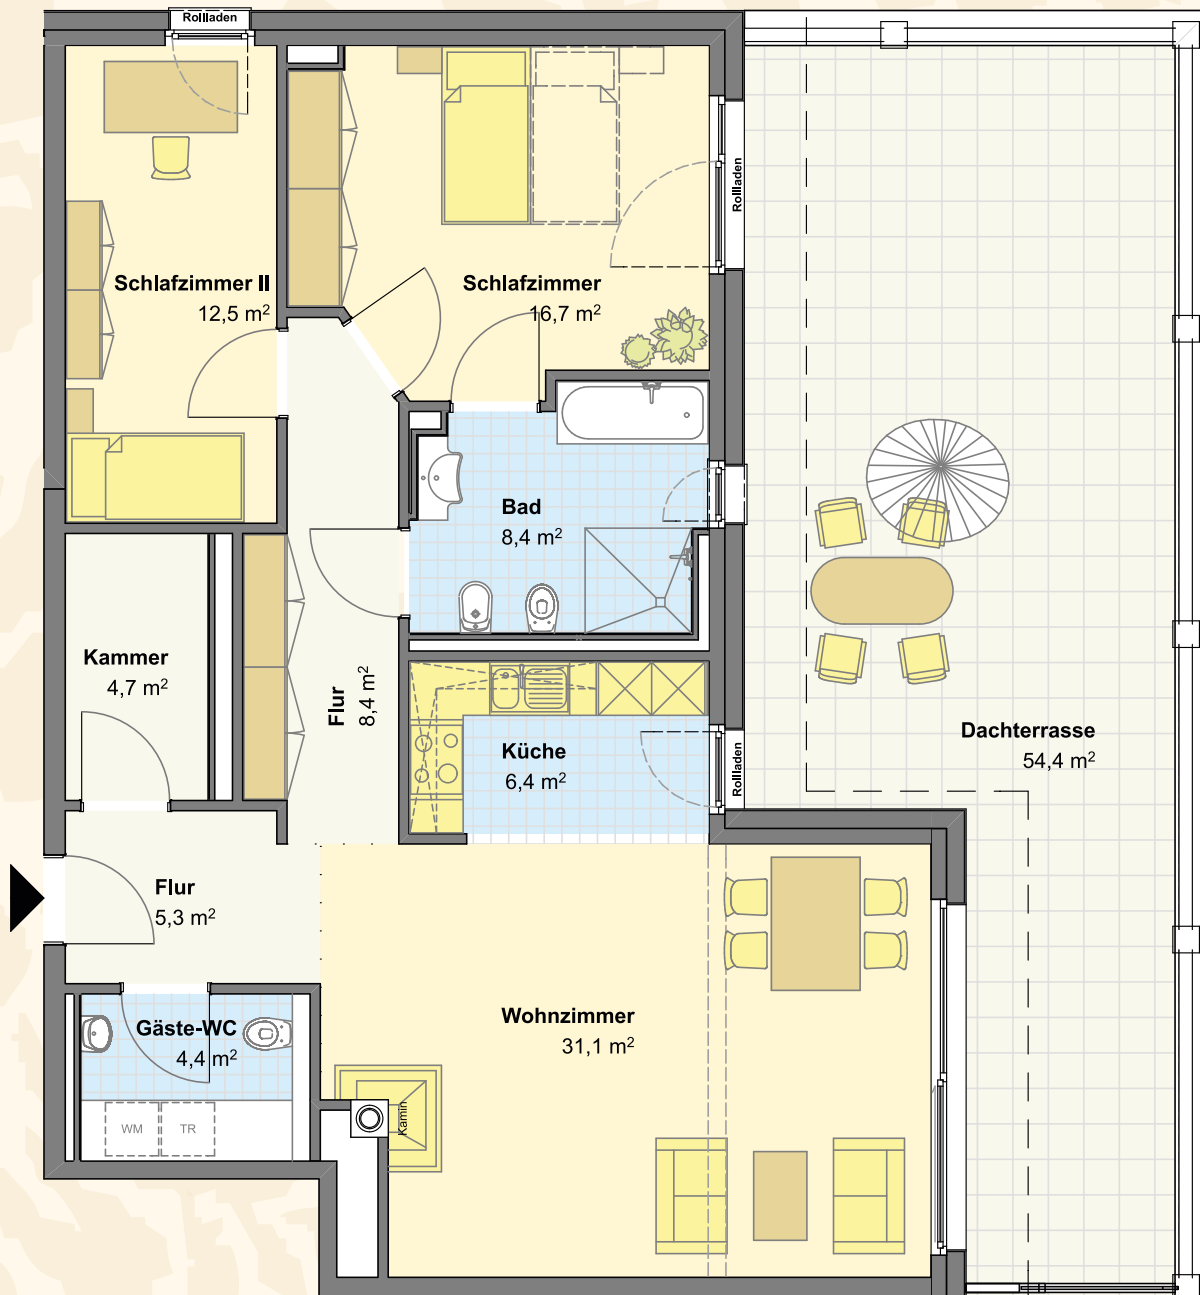 Rollladen
Schlafzimmer II
12,5 m²
Schlafzimmer
16,7 m²
Rollladen
Bad
8,4 m²
Kammer
4,7 m²
Flur
8,4 m²
Küche
6,4 m²
Rollladen
Dachterrasse
54,4 m²
Flur
5,3 m²
Wohnzimmer
31,1 m²
Gäste-WC
4,4 m²
WM
TR
Kamin